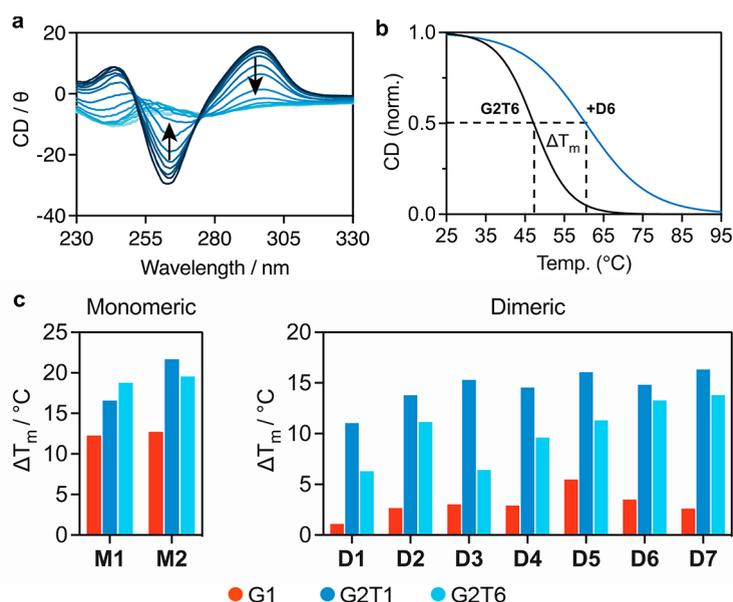 a
20
0
-20
-40
CD / θ
230 255 280 305 330
Wavelength / nm
b
1.0
0.5
0.0
CD (norm.)
G2T6
+D6
ΔTm
25 35 45 55 65 75 85 95
Temp. (°C)
c
Monomeric
25
20
15
10
5
0
ΔTm / °C
M1 M2
Dimeric
20
15
10
5
0
ΔTm / °C
D1 D2 D3 D4 D5 D6 D7
G1 G2T1 G2T6